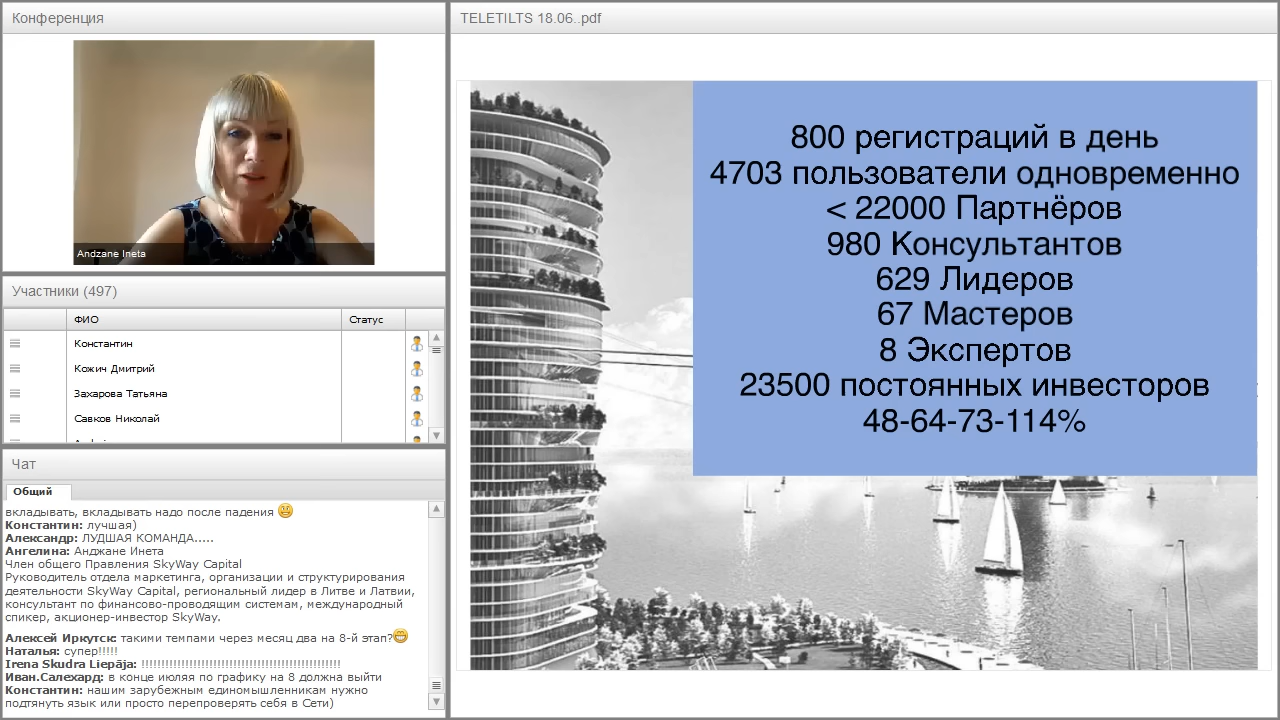 Конференция
Andzane Ineta
Участники (497)
ФИО Статус
Константин
Кожич Дмитрий
Захарова Татьяна
Савков Николай
Чат
Общий
вкладывать, вкладывать надо после падения
Константин: лучшая)
Александр: ЛУДШАЯ КОМАНДА.....
Ангелина: Анджане Инета
Член общего Правления SkyWay Capital
Руководитель отдела маркетинга, организации и структурирования
деятельности SkyWay Capital, региональный лидер в Литве и Латвии,
консультант по финансово-проводящим системам, международный
спикер, акционер-инвестор SkyWay.
Алексей Иркутск: такими темпами через месяц два на 8-й этап?
Наталья: супер!!!!!
Irena Skudra Liepāja: !!!!!!!!!!!!!!!!!!!!!!!!!!!!!!!!!!!!!!!!
Иван.Салехард: в конце июляя по графику на 8 должна выйти
Константин: нашим зарубежным единомышленникам нужно
подтянуть язык или просто перепроверять себя в Сети)
TELETILTS 18.06..pdf
800 регистраций в день
4703 пользователи одновременно
< 22000 Партнёров
980 Консультантов
629 Лидеров
67 Мастеров
8 Экспертов
23500 постоянных инвесторов
48-64-73-114%